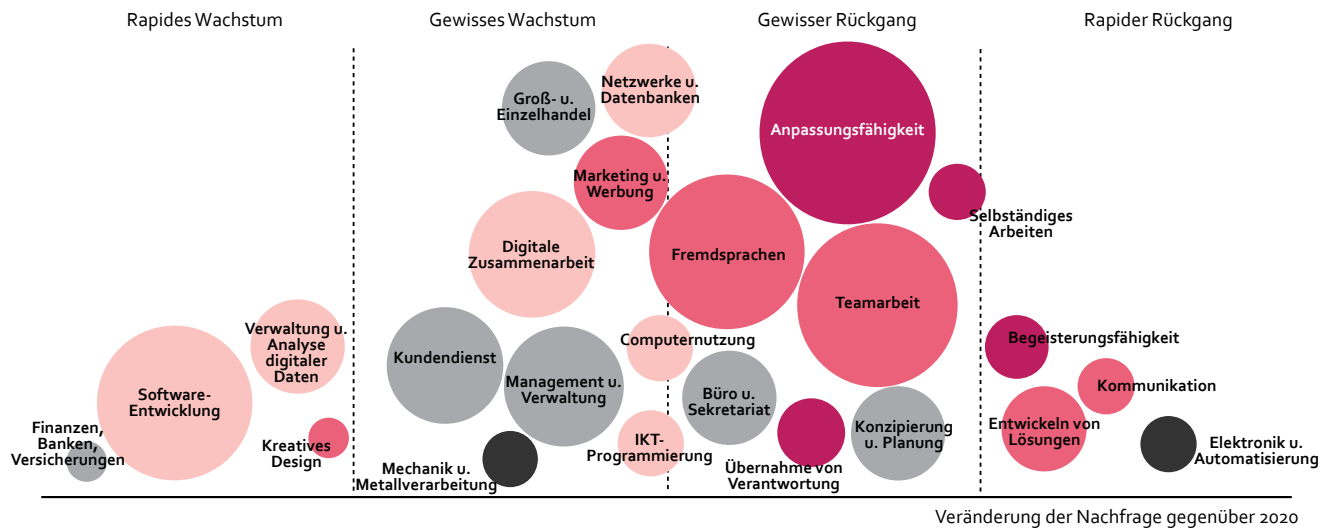 Rapides Wachstum
Gewisses Wachstum
Gewisser Rückgang
Rapider Rückgang
Netzwerke u.
Datenbanken
Groß- u.
Einzelhandel
Anpassungsfähigkeit
Marketing u.
Werbung
Selbständiges
Arbeiten
Digitale
Zusammenarbeit
Fremdsprachen
Teamarbeit
Verwaltung u.
Analyse
digitaler
Daten
Computernutzung
Begeisterungsfähigkeit
Kundendienst
Management u.
Verwaltung
Büro u.
Sekretariat
Kommunikation
Software-
Entwicklung
Finanzen,
Banken,
Versicherungen
Kreatives
Design
Mechanik u.
Metallverarbeitung
IKT-
Programmierung
Übernahme von
Verantwortung
Konzipierung
u. Planung
Entwickeln von
Lösungen
Elektronik u.
Automatisierung
Veränderung der Nachfrage gegenüber 2020